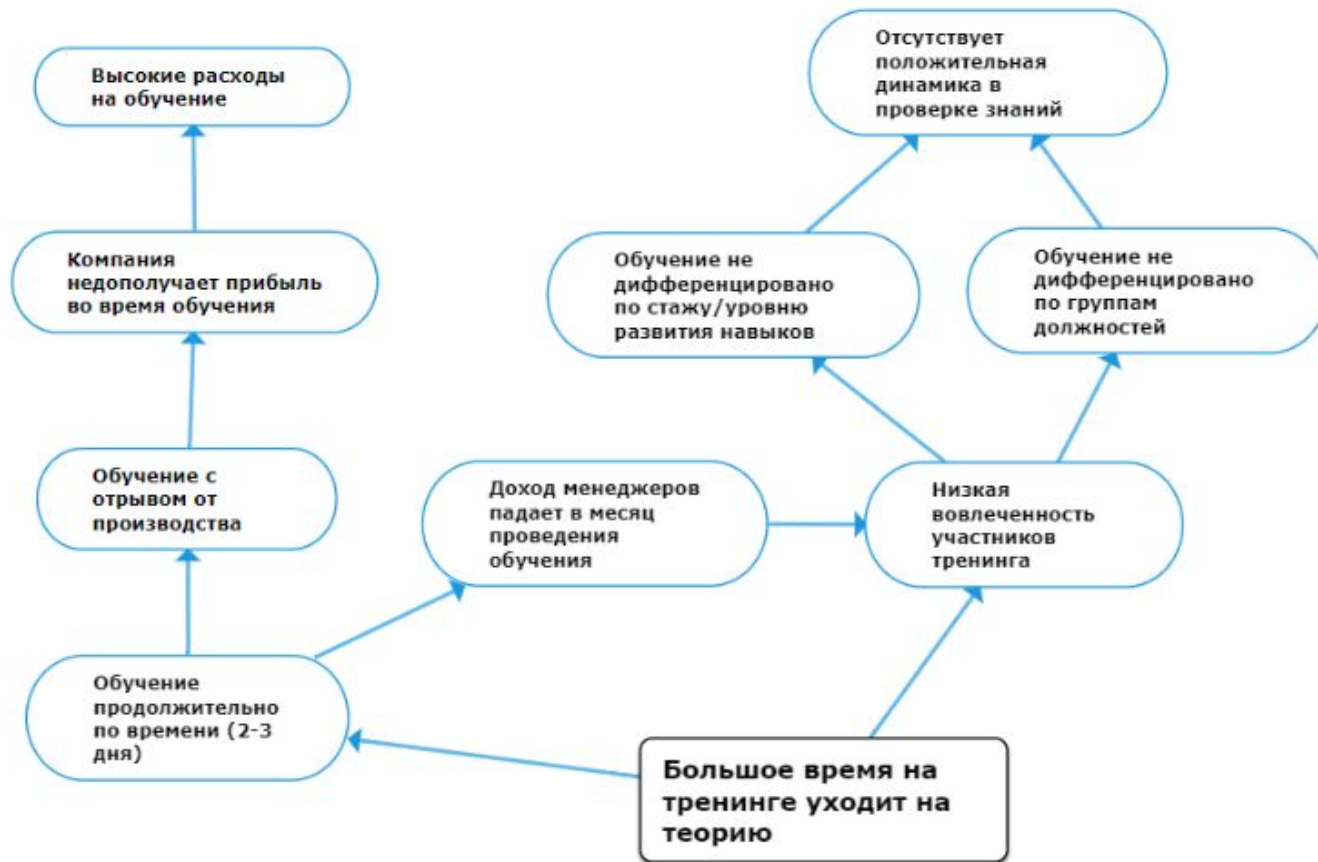 Высокие расходы
на обучение
Отсутствует
положительная
динамика в
проверке знаний
Компания
недополучает прибыль
во время обучения
Обучение не
дифференцировано
по стажу/уровню
развития навыков
Обучение не
дифференцировано
по группам
должностей
Обучение с
отрывом от
производства
Доход менеджеров
падает в месяц
проведения
обучения
Низкая
вовлеченность
участников
тренинга
Обучение
продолжительно
по времени (2-3
дня)
Большое время на
тренинге уходит на
теорию